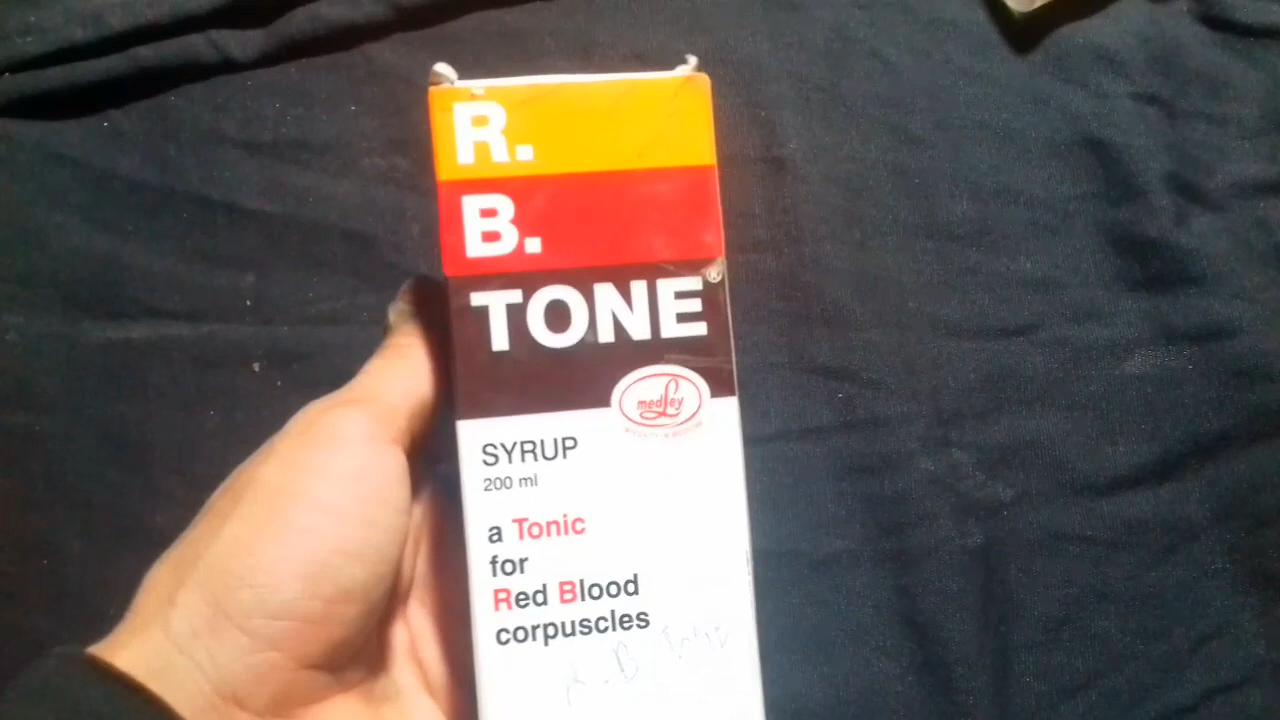 R.
B.
TONE®
medley
SYRUP
200 ml
a Tonic
for
Red Blood
corpuscles